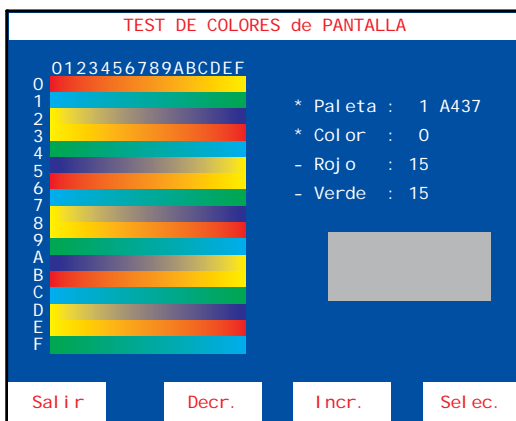 TEST DE COLORES de PANTALLA
0123456789ABCDEF
0
1
2
3
4
5
6
7
8
9
A
B
C
D
E
F
* Paleta : 1 A437
* Color : 0
- Rojo : 15
- Verde : 15
Salir Decr. Incr. Selec.